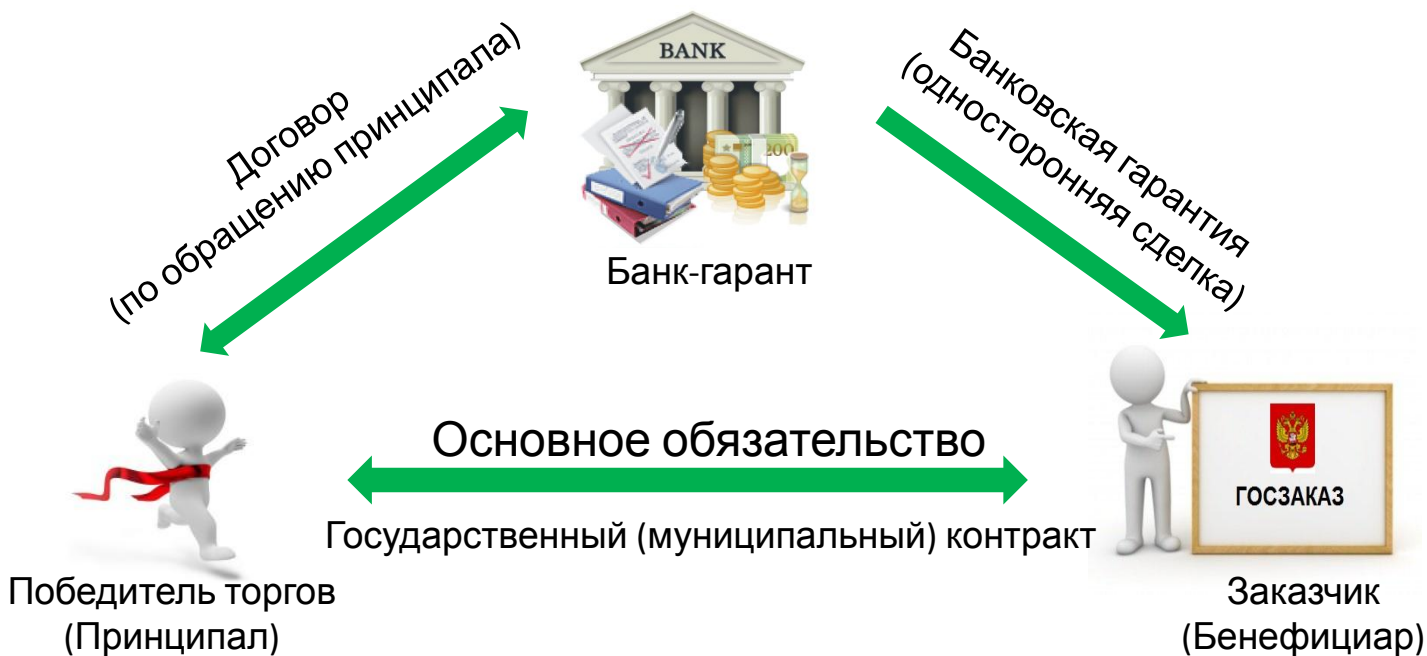 BANK
200
Договор
(по обращению принципала)
Банковская гарантия
(односторонняя сделка)
Банк-гарант
Основное обязательство
Государственный (муниципальный) контракт
ГОСЗАКАЗ
Победитель торгов
(Принципал)
Заказчик
(Бенефициар)